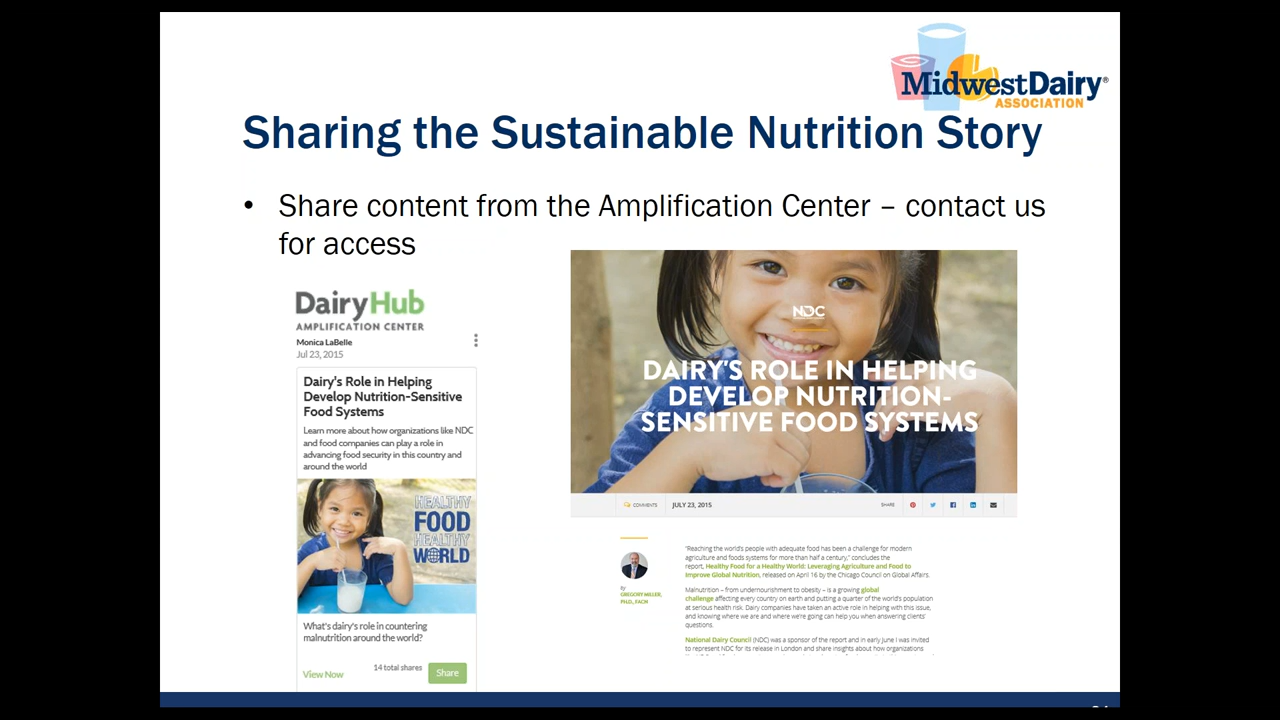 MidwestDairy®
ASSOCIATION
Sharing the Sustainable Nutrition Story
• Share content from the Amplification Center – contact us
for access
DairyHub
AMPLIFICATION CENTER
Monica LaBelle
Jul 23, 2015
Dairy's Role in Helping
Develop Nutrition-Sensitive
Food Systems
Learn more about how organizations like NDC
and food companies can play a role in
advancing food security in this country and
around the world
HEALTHY
FOOD
HEALTHY
WORLD
What's dairy's role in countering
malnutrition around the world?
View Now
14 total shares
Share
NDC
DAIRY'S ROLE IN HELPING
DEVELOP NUTRITION-
SENSITIVE FOOD SYSTEMS
COMMENTS
JULY 23, 2015
SHARE
by
GREGORY MILLER,
PH.D., FACN
"Reaching the world's people with adequate food has been a challenge for modern
agriculture and foods systems for more than half a century," concludes the
report, Healthy Food for a Healthy World: Leveraging Agriculture and Food to
Improve Global Nutrition, released on April 16 by the Chicago Council on Global Affairs.
Malnutrition – from undernourishment to obesity – is a growing global
challenge affecting every country on earth and putting a quarter of the world's population
at serious health risk. Dairy companies have taken an active role in helping with this issue,
and knowing where we are and where we're going can help you when answering clients'
questions.
National Dairy Council (NDC) was a sponsor of the report and in early June I was invited
to represent NDC for its release in London and share insights about how organizations